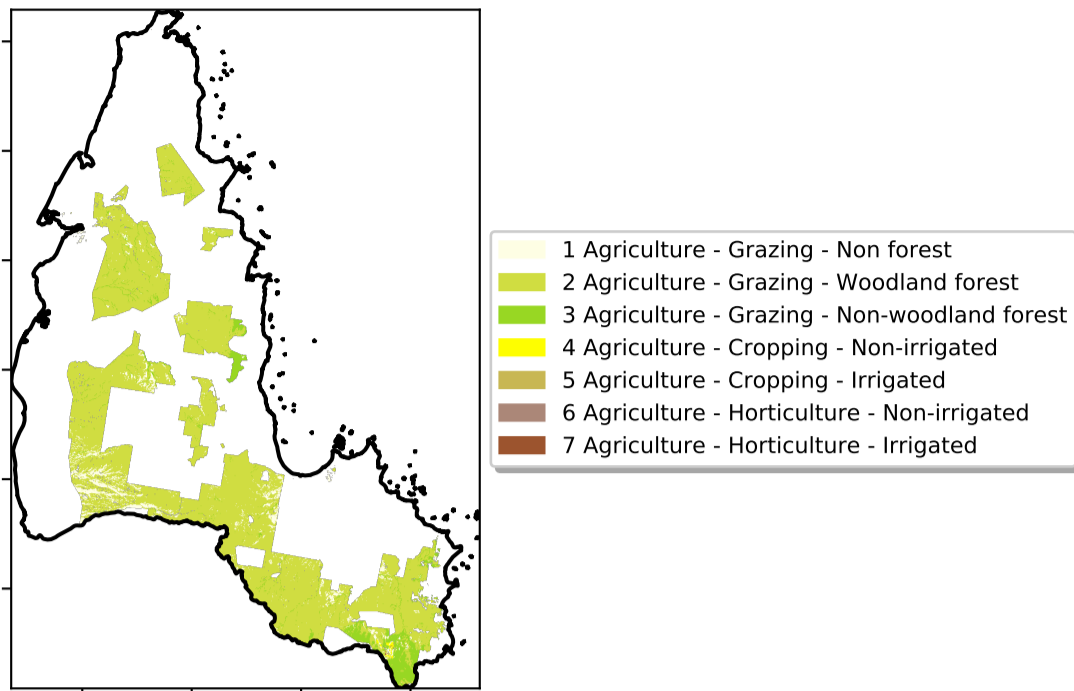 1 Agriculture - Grazing - Non forest
2 Agriculture - Grazing - Woodland forest
3 Agriculture - Grazing - Non-woodland forest
4 Agriculture - Cropping - Non-irrigated
5 Agriculture - Cropping - Irrigated
6 Agriculture - Horticulture - Non-irrigated
7 Agriculture - Horticulture - Irrigated